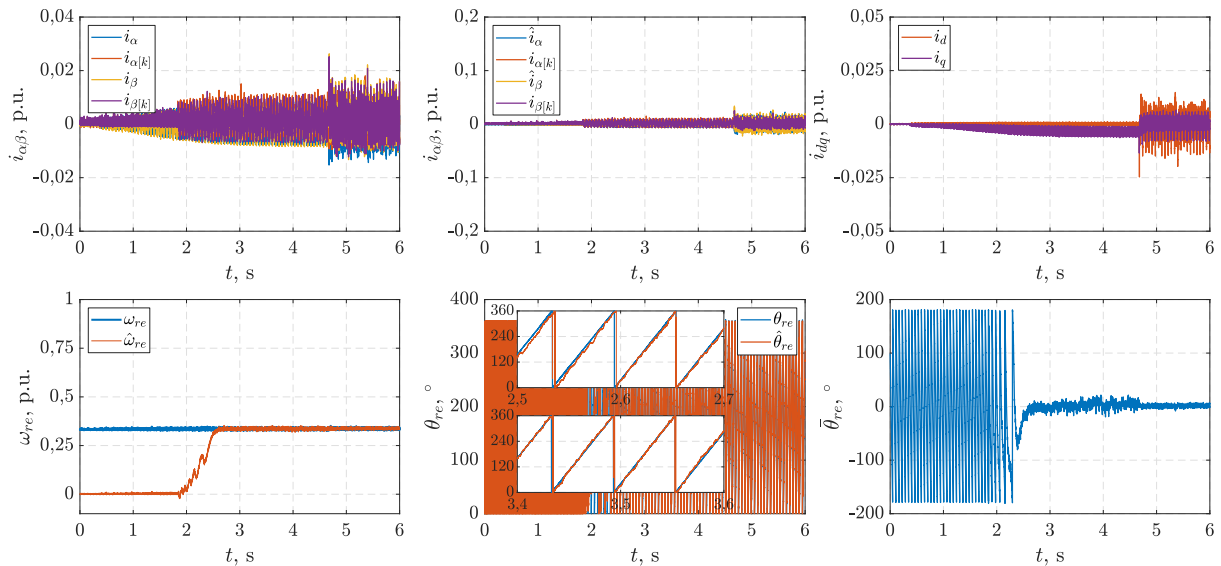 0,04
0,02
0
-0,02
-0,04
i_α
i_α[k]
i_β
i_β[k]
i_αβ, p.u.
0 1 2 3 4 5 6
t, s
0,2
0,1
0
-0,1
-0,2
î_α
i_α[k]
î_β
i_β[k]
i_αβ, p.u.
0 1 2 3 4 5 6
t, s
0,05
0,025
0
-0,025
-0,05
i_d
i_q
i_dq, p.u.
0 1 2 3 4 5 6
t, s
1
0,75
0,5
0,25
0
ω_re
ω̂_re
ω_re, p.u.
0 1 2 3 4 5 6
t, s
400
300
200
100
0
360
240
120
0
2,5 2,6 2,7
360
240
120
0
3,4 3,5 3,6
θ_re
θ̂_re
θ_re, °
0 1 2 3 4 5 6
t, s
200
100
0
-100
-200
θ̄_re, °
0 1 2 3 4 5 6
t, s